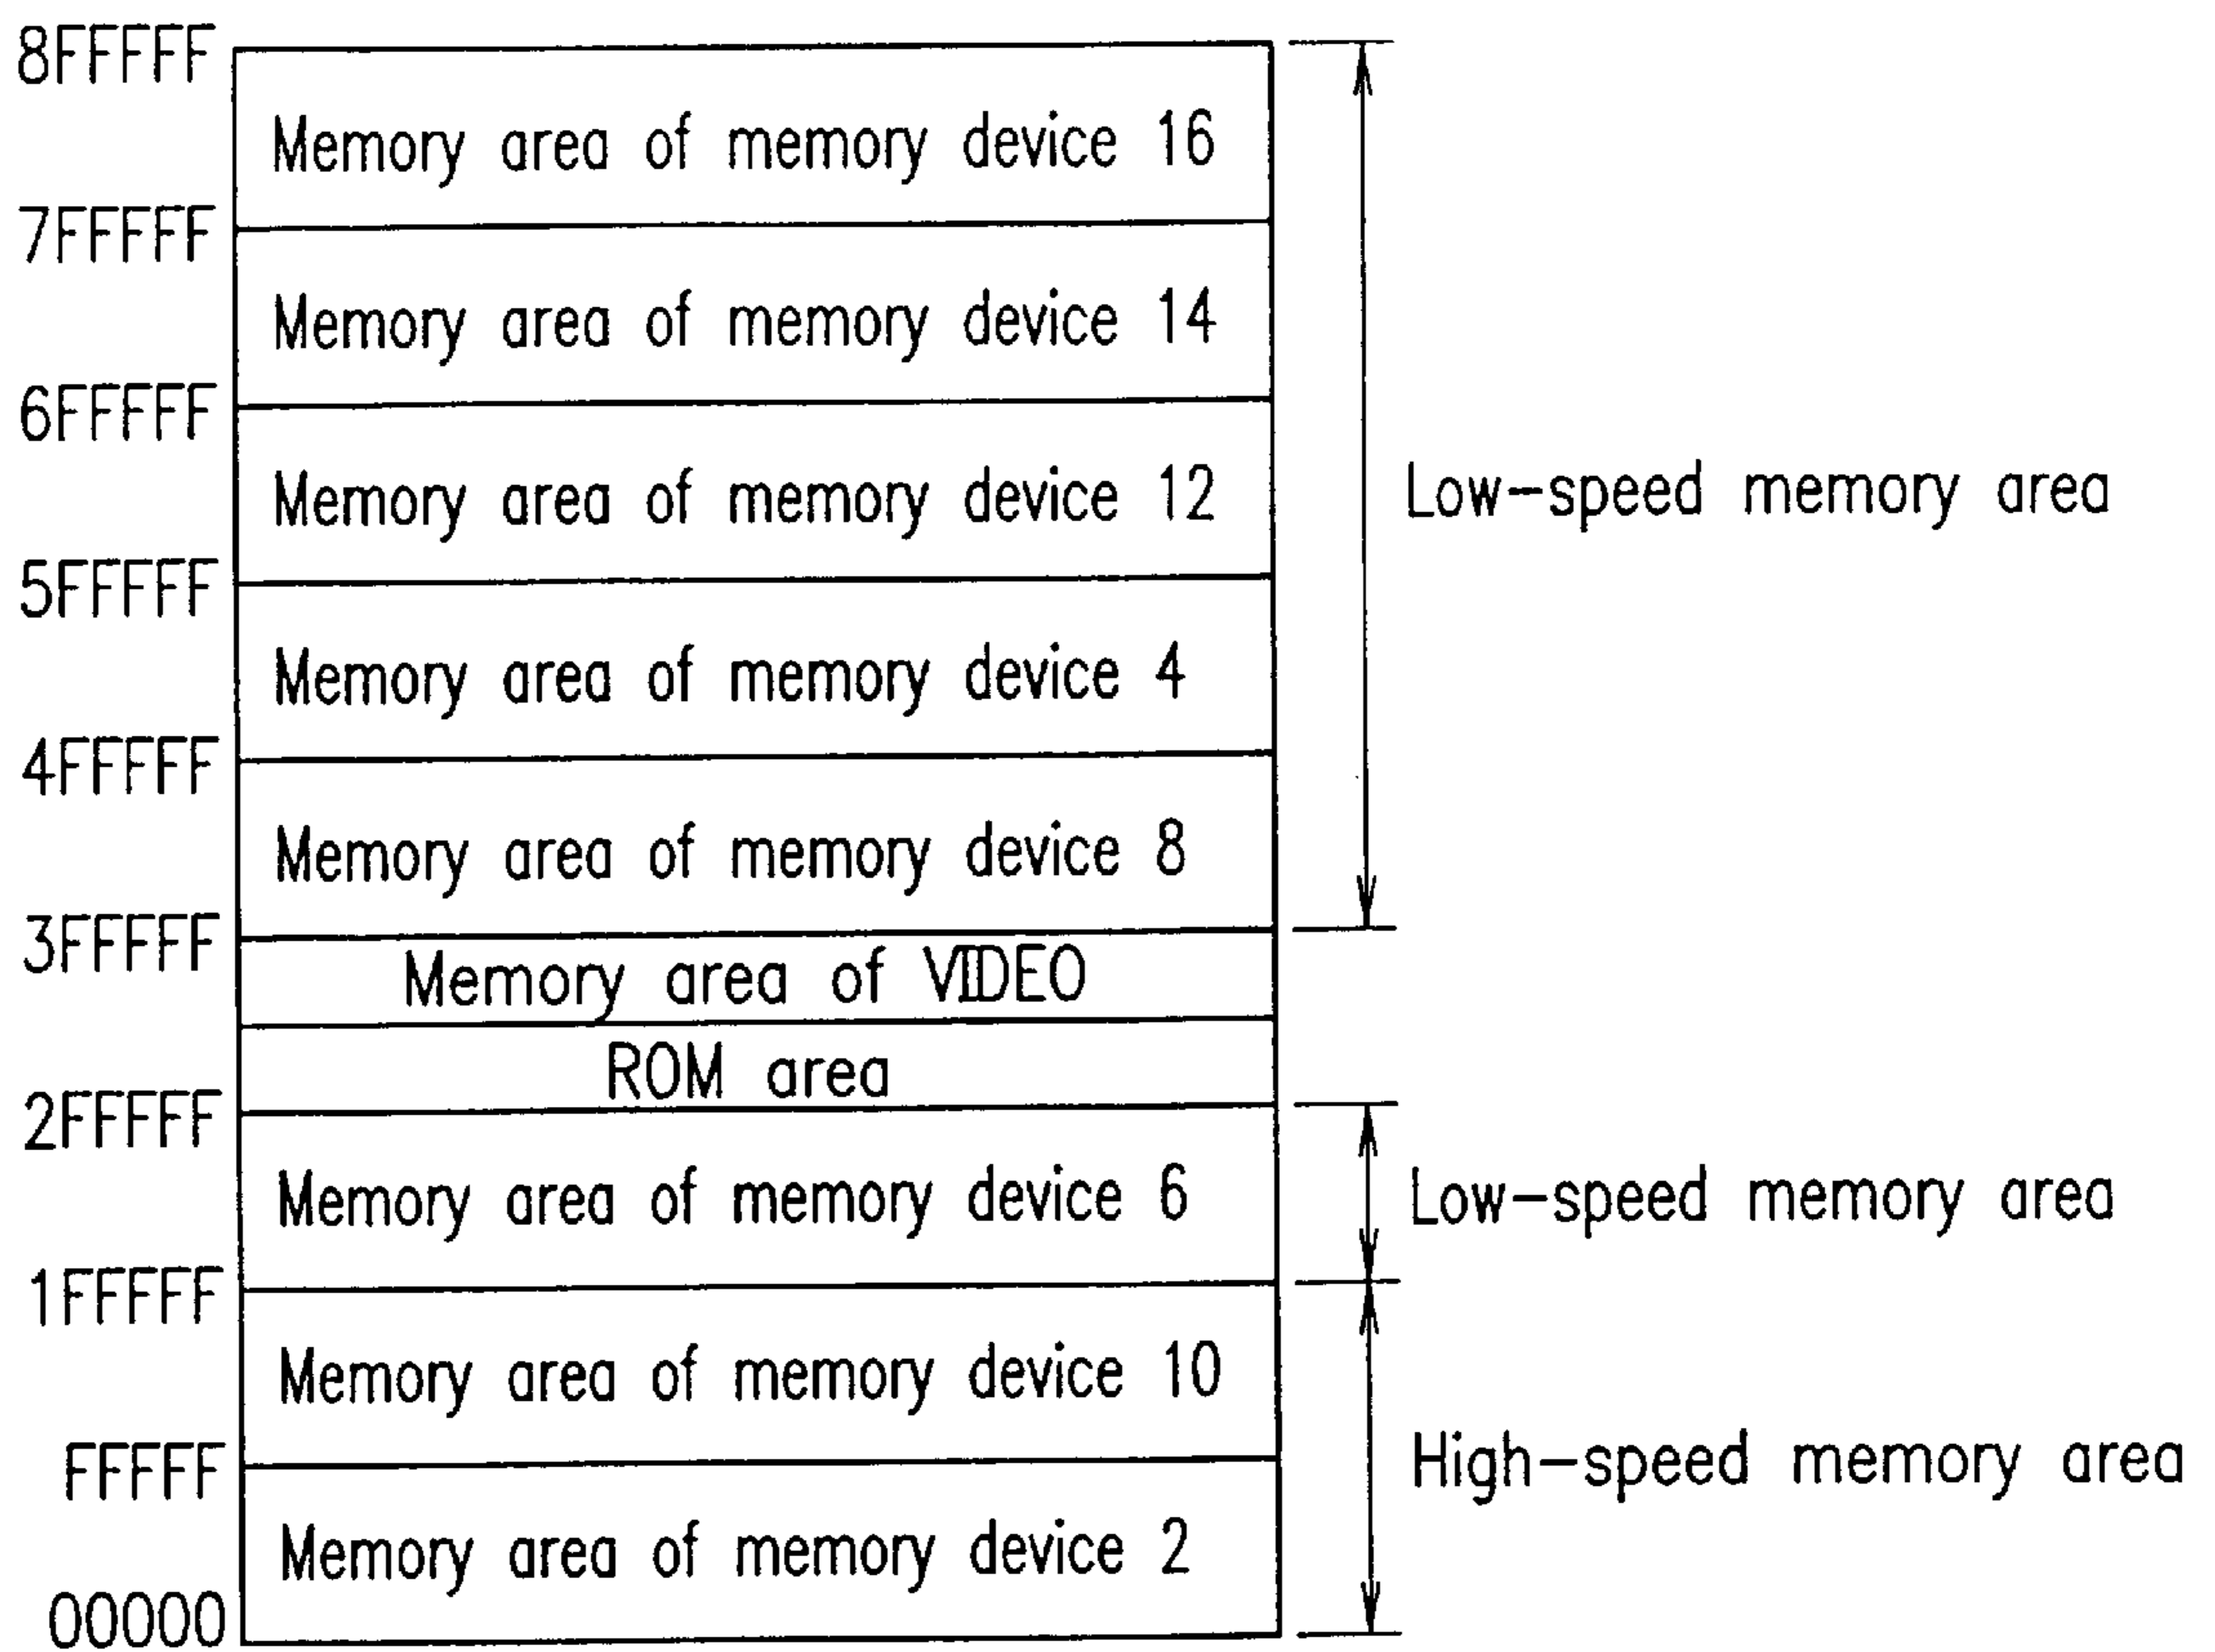 8FFFFF
Memory area of memory device 16
7FFFFF
Memory area of memory device 14
6FFFFF
Memory area of memory device 12
Low-speed memory area
5FFFFF
Memory area of memory device 4
4FFFFF
Memory area of memory device 8
3FFFFF
Memory area of VIDEO
ROM area
2FFFFF
Memory area of memory device 6
Low-speed memory area
1FFFFF
Memory area of memory device 10
FFFFF
High-speed memory area
Memory area of memory device 2
00000